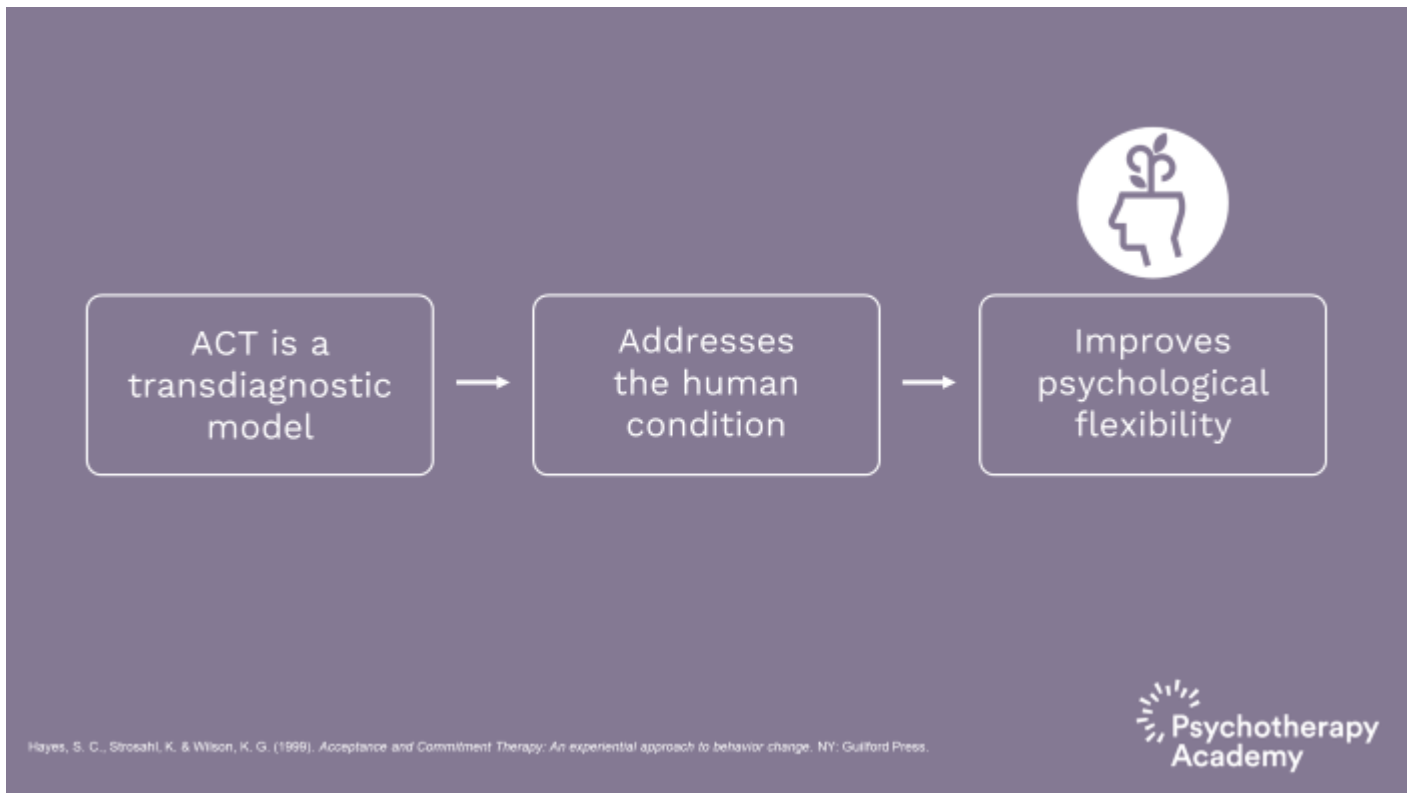 ACT is a
transdiagnostic
model
Addresses
the human
condition
Improves
psychological
flexibility
Hayes, S. C., Strosahl, K. & Wilson, K. G. (1999). Acceptance and Commitment Therapy: An experiential approach to behavior change. NY: Guilford Press.
Psychotherapy
Academy